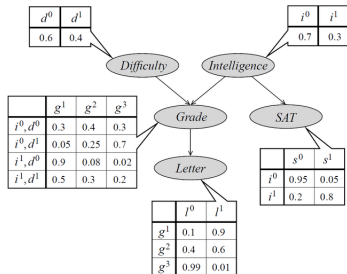 d⁰ d¹
0.6 0.4
i⁰ i¹
0.7 0.3
Difficulty
Intelligence
g¹ g² g³
i⁰,d⁰ 0.3 0.4 0.3
i⁰,d¹ 0.05 0.25 0.7
i¹,d⁰ 0.9 0.08 0.02
i¹,d¹ 0.5 0.3 0.2
Grade
SAT
s⁰ s¹
i⁰ 0.95 0.05
i¹ 0.2 0.8
Letter
l⁰ l¹
g¹ 0.1 0.9
g² 0.4 0.6
g³ 0.99 0.01